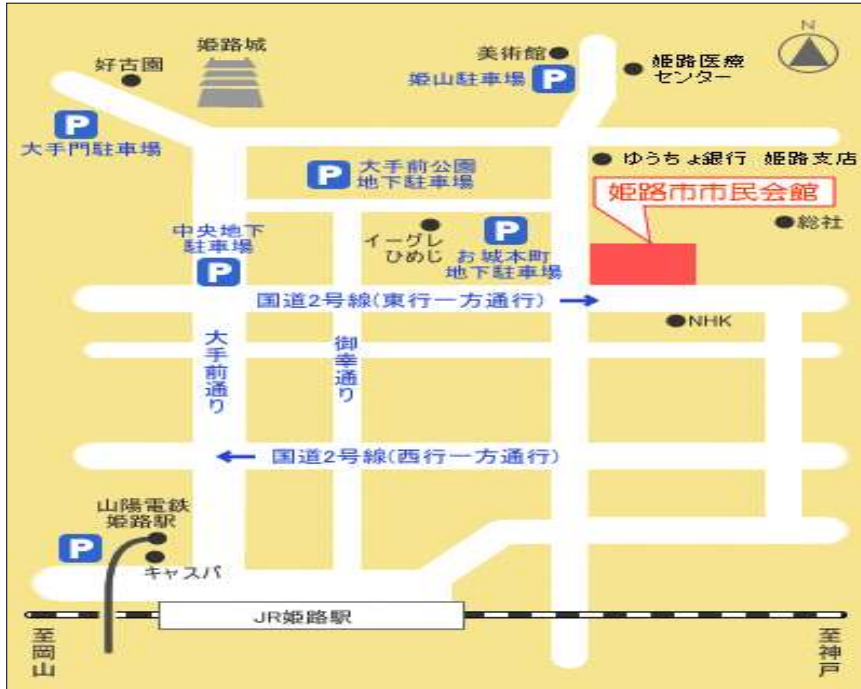 N
姫路城
好古園
美術館
姫山駐車場
P
姫路医療
センター
P
大手門駐車場
P
大手前公園
地下駐車場
ゆうちょ銀行 姫路支店
姫路市市民会館
総社
中央地下
駐車場
P
イーグレ
ひめじ
P
お城本町
地下駐車場
国道2号線(東行一方通行)
NHK
大手前通り
御幸通り
国道2号線(西行一方通行)
山陽電鉄
姫路駅
P
キャスパ
JR姫路駅
至岡山
至神戸